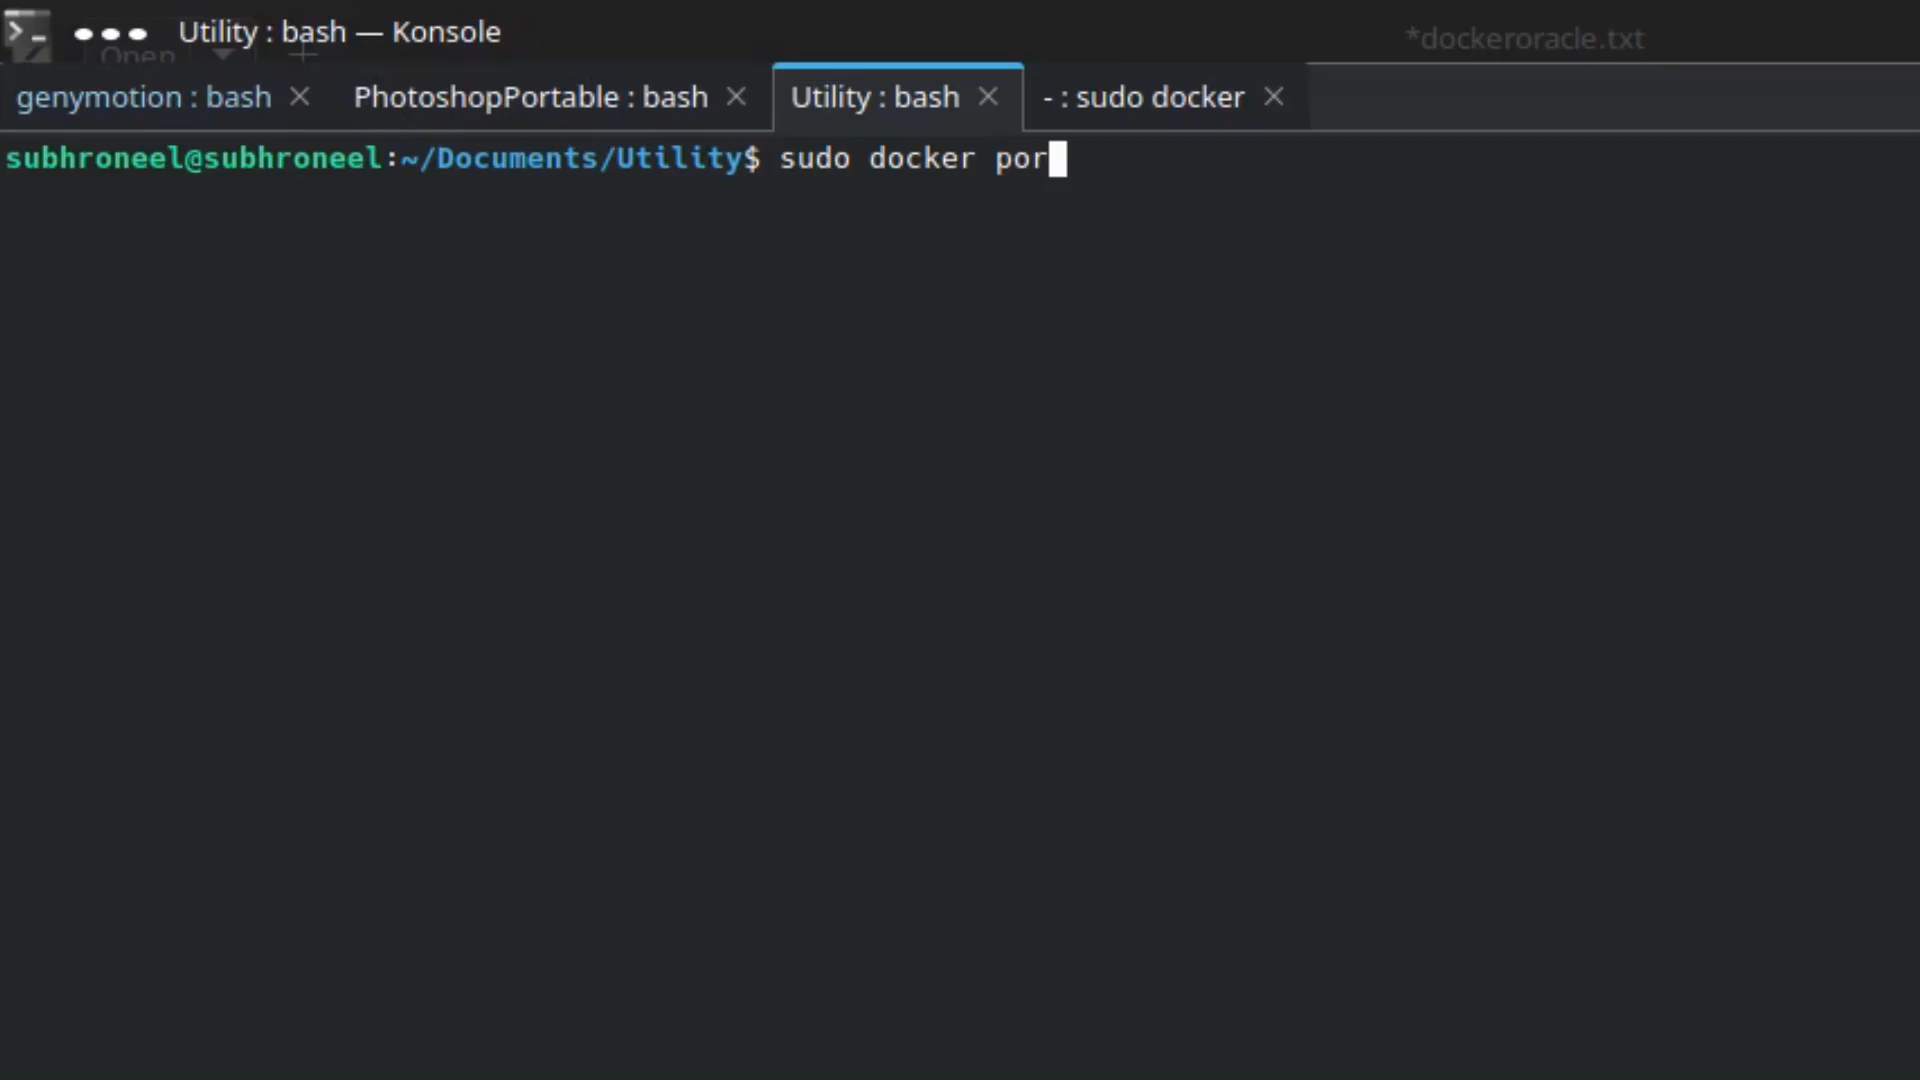 Utility : bash — Konsole
*dockeroracle.txt
Open
genymotion : bash
PhotoshopPortable : bash
Utility : bash
- : sudo docker
subhroneel@subhroneel:~/Documents/Utility$ sudo docker por